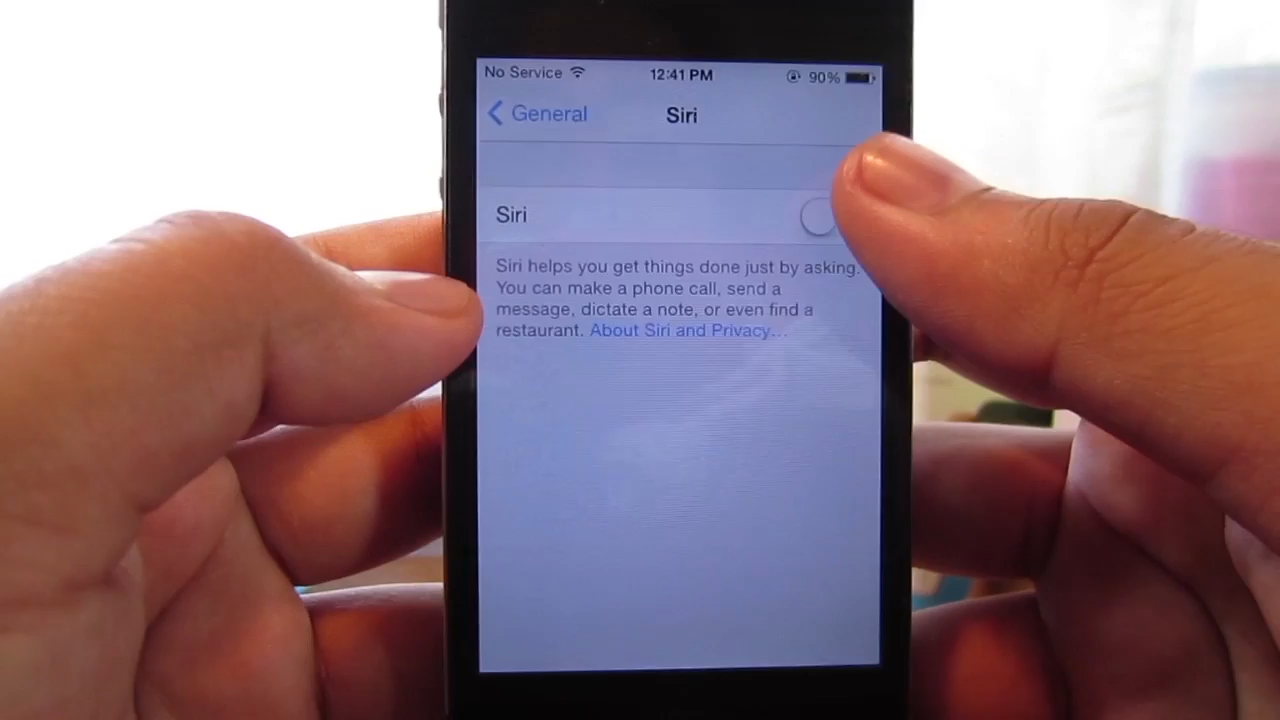 No Service 12:41 PM 90%
General Siri
Siri
Siri helps you get things done just by asking.
You can make a phone call, send a
message, dictate a note, or even find a
restaurant. About Siri and Privacy...